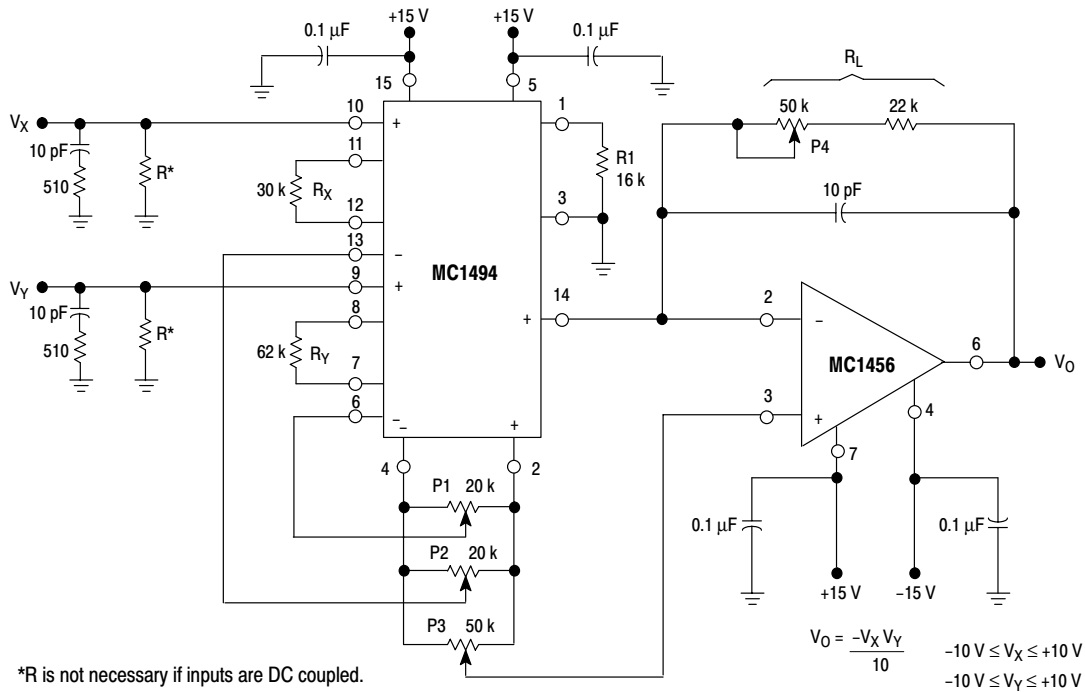 +15 V +15 V
0.1 μF 0.1 μF
15 5
R_L
50 k 22 k
P4
V_X 10 + 1
10 pF
510
R*
11
30 k R_X
12
R1
16 k
3
10 pF
13 –
MC1494
V_Y 9 +
10 pF
510
R*
8
62 k R_Y
7
6 –
14 +
2 –
MC1456
6 V_O
3 +
4
7
– +
4 2
P1 20 k
P2 20 k
P3 50 k
0.1 μF 0.1 μF
+15 V –15 V
V_O = –V_X V_Y / 10
–10 V ≤ V_X ≤ +10 V
–10 V ≤ V_Y ≤ +10 V
*R is not necessary if inputs are DC coupled.